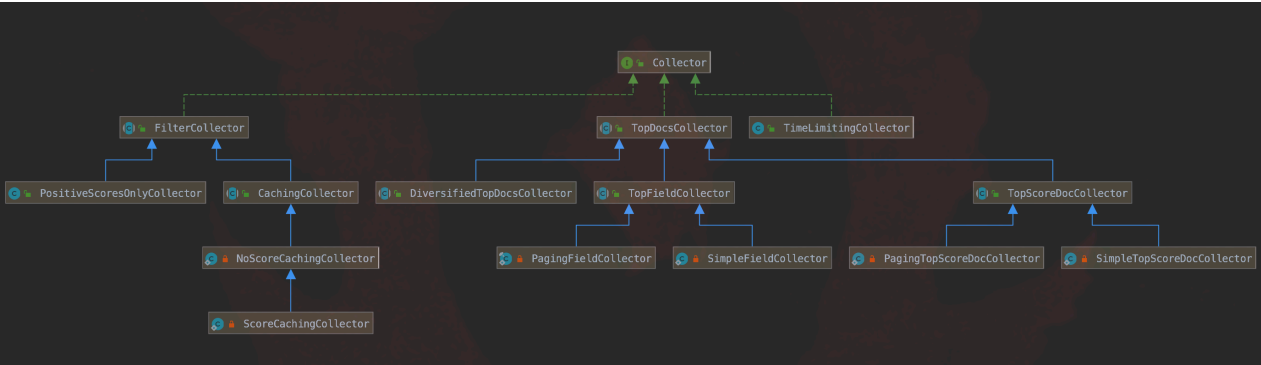 Collector
FilterCollector
TopDocsCollector
TimeLimitingCollector
PositiveScoresOnlyCollector
CachingCollector
DiversifiedTopDocsCollector
TopFieldCollector
TopScoreDocCollector
NoScoreCachingCollector
PagingFieldCollector
SimpleFieldCollector
PagingTopScoreDocCollector
SimpleTopScoreDocCollector
ScoreCachingCollector